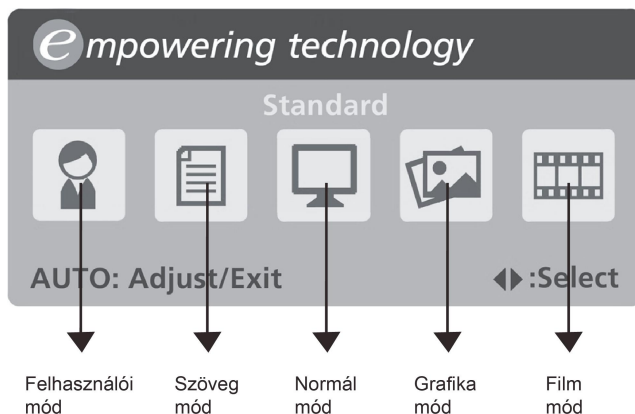 empowering technology
Standard
AUTO: Adjust/Exit
:Select
Felhasználói
mód
Szöveg
mód
Normál
mód
Grafika
mód
Film
mód